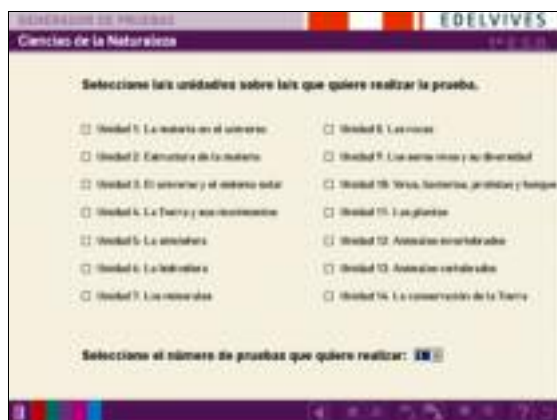 GENERADOR DE PRUEBAS
EDELVIVES
Ciencias de la Naturaleza
1º E.S.O.
Seleccione la/s unidad/es sobre la/s que quiere realizar la prueba.
Unidad 1: La materia en el universo
Unidad 2: Estructura de la materia
Unidad 3: El universo y el sistema solar
Unidad 4: La Tierra y sus movimientos
Unidad 5: La atmósfera
Unidad 6: La hidrosfera
Unidad 7: Los minerales
Unidad 8: Las rocas
Unidad 9: Los seres vivos y su diversidad
Unidad 10: Virus, bacterias, protistas y hongos
Unidad 11: Las plantas
Unidad 12: Animales invertebrados
Unidad 13: Animales vertebrados
Unidad 14: La conservación de la Tierra
Seleccione el número de pruebas que quiere realizar: 1